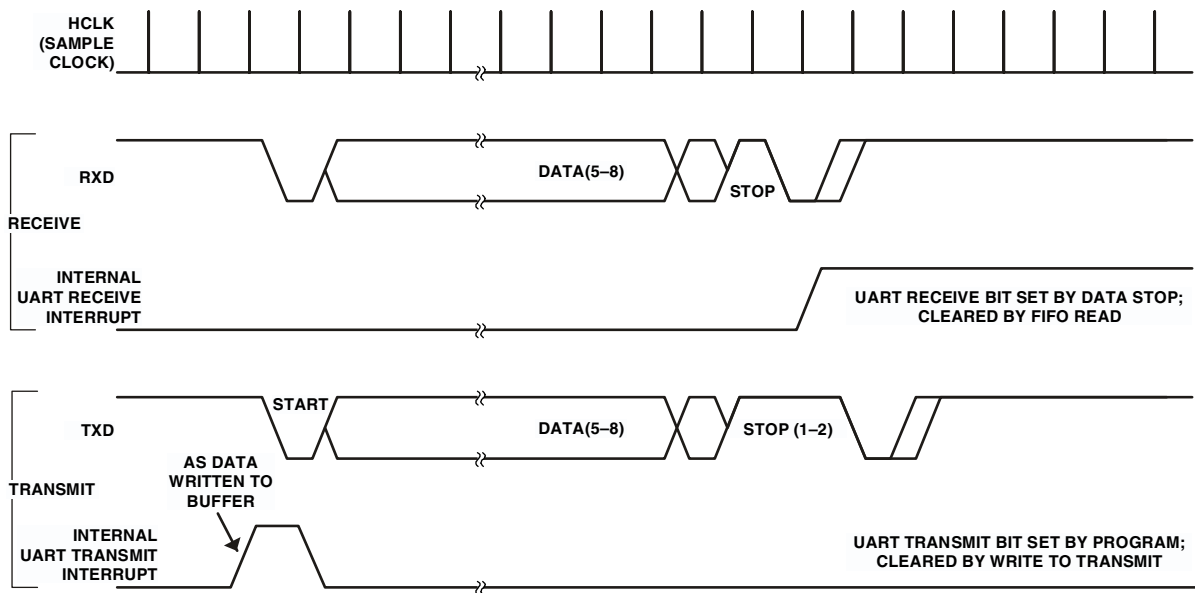 HCLK
(SAMPLE
CLOCK)
RXD
DATA(5–8)
STOP
RECEIVE
INTERNAL
UART RECEIVE
INTERRUPT
UART RECEIVE BIT SET BY DATA STOP;
CLEARED BY FIFO READ
START
TXD
DATA(5–8)
STOP (1–2)
AS DATA
WRITTEN TO
BUFFER
TRANSMIT
INTERNAL
UART TRANSMIT
INTERRUPT
UART TRANSMIT BIT SET BY PROGRAM;
CLEARED BY WRITE TO TRANSMIT